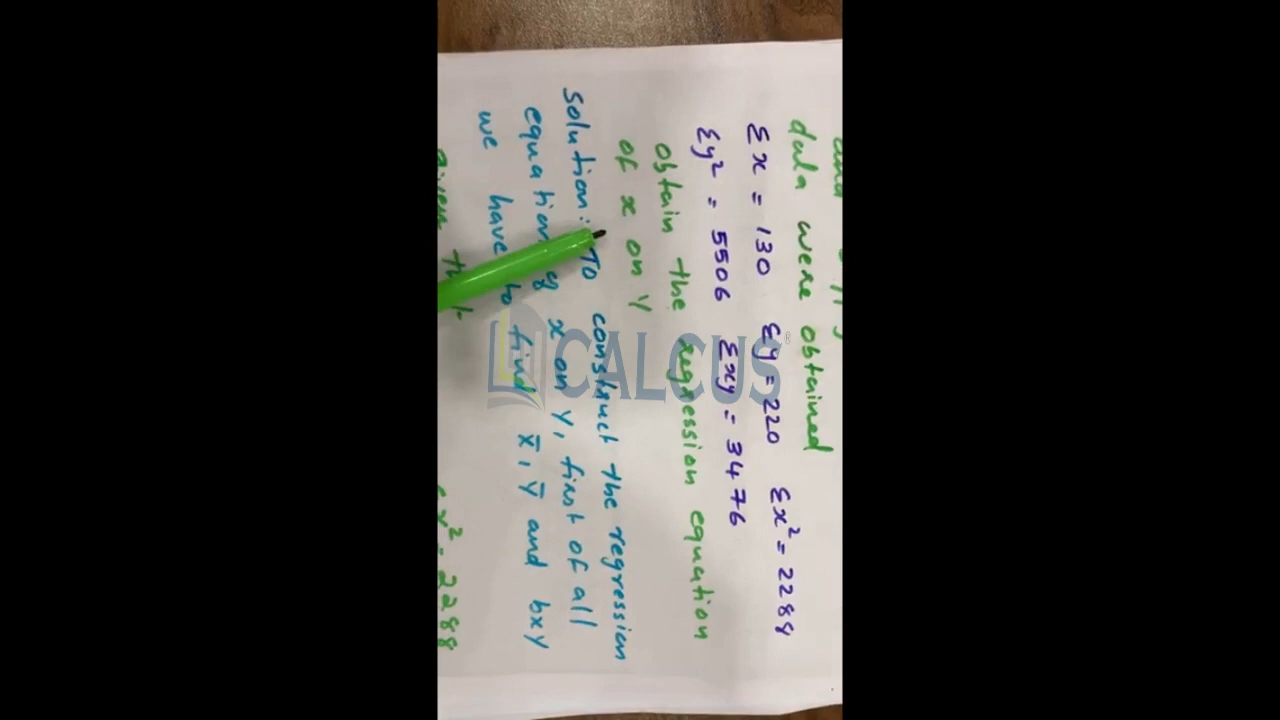 data were obtained
Σx = 130 Σy = 220 Σx² = 2288
Σy² = 5506 Σxy = 3476
obtain the regression equation
of x on Y
Solution: To construct the regression
equation of x on Y, first of all
we have to find x̄, Ȳ and bxy
Σx² = 2288
CALCUS